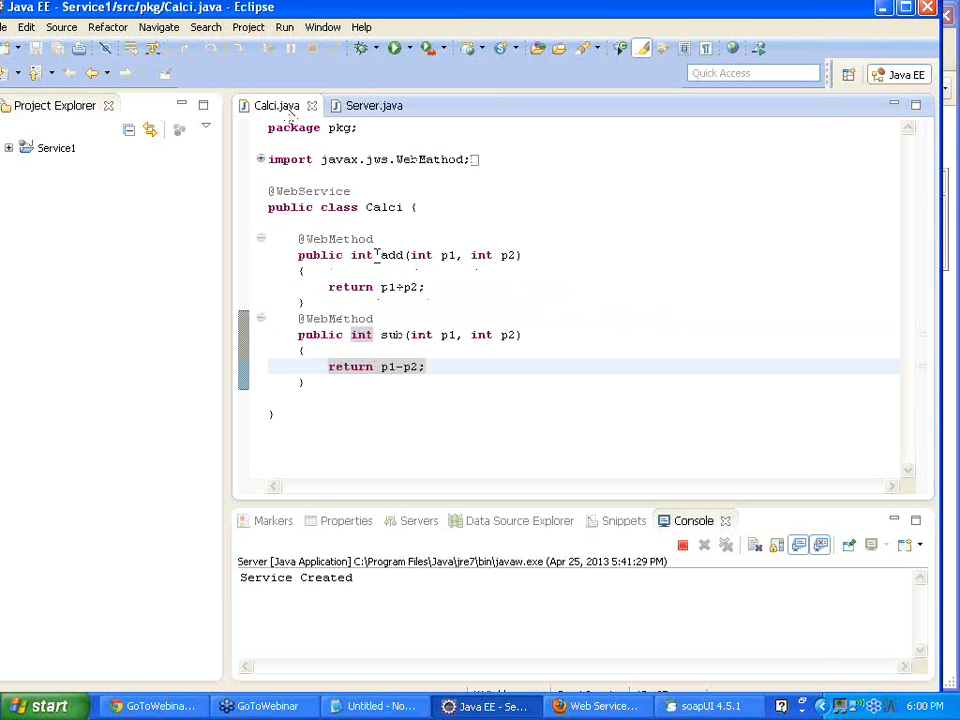 Java EE - Service1/src/pkg/Calci.java - Eclipse
le Edit Source Refactor Navigate Search Project Run Window Help
Quick Access
Java EE
Project Explorer
Calci.java
Server.java
Service1
package pkg;
import javax.jws.WebMathod;
@WebService
public class Calci {
@WebMethod
public int add(int p1, int p2)
{
return p1+p2;
}
@WebMethod
public int sub(int p1, int p2)
{
return p1-p2;
}
}
Markers Properties Servers Data Source Explorer Snippets Console
Server [Java Application] C:\Program Files\Java\jre7\bin\javaw.exe (Apr 25, 2013 5:41:29 PM)
Service Created
start GoToWebina... GoToWebinar Untitled - No... Java EE - Se... Web Service... soapUI 4.5.1 6:00 PM